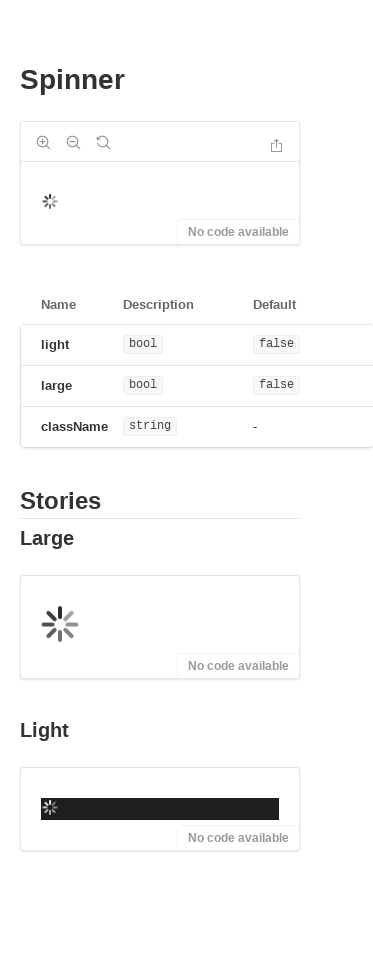 Spinner
No code available
Name Description Default
light bool false
large bool false
className string -
Stories
Large
No code available
Light
No code available